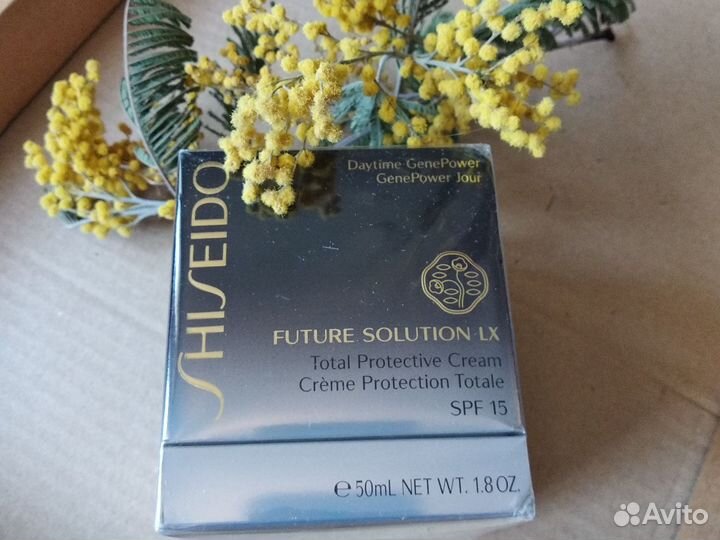 Daytime GenePower
GenePower Jour
SHISEIDO
FUTURE SOLUTION LX
Total Protective Cream
Crème Protection Totale
SPF 15
℮ 50mL NET WT. 1.8 OZ.
Avito